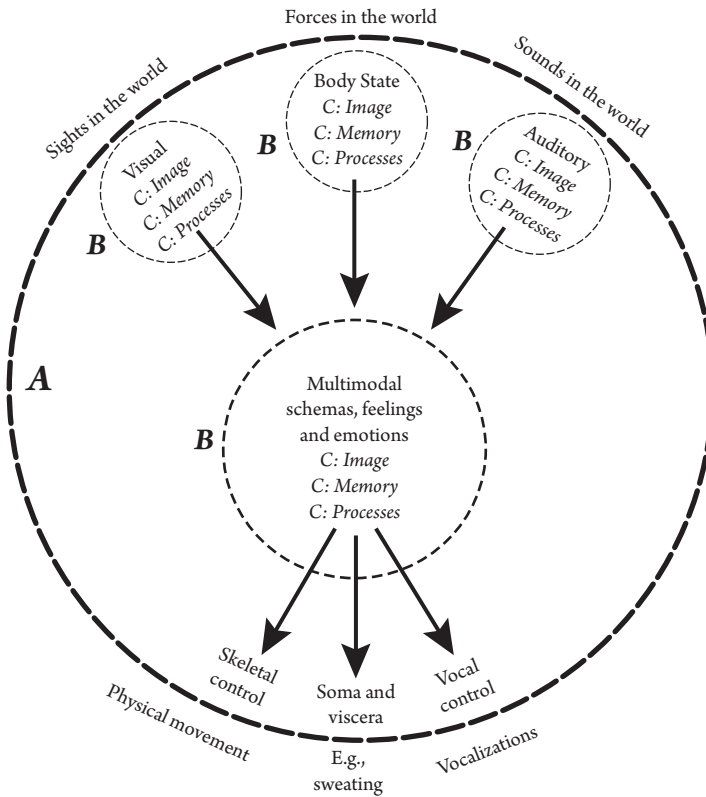 Forces in the world
Sights in the world
Sounds in the world
Body State
C: Image
C: Memory
C: Processes
B
Visual
C: Image
C: Memory
C: Processes
B
Auditory
C: Image
C: Memory
C: Processes
B
A
Multimodal
schemas, feelings
and emotions
C: Image
C: Memory
C: Processes
B
Skeletal
control
Soma and
viscera
Vocal
control
Physical movement
E.g.,
sweating
Vocalizations